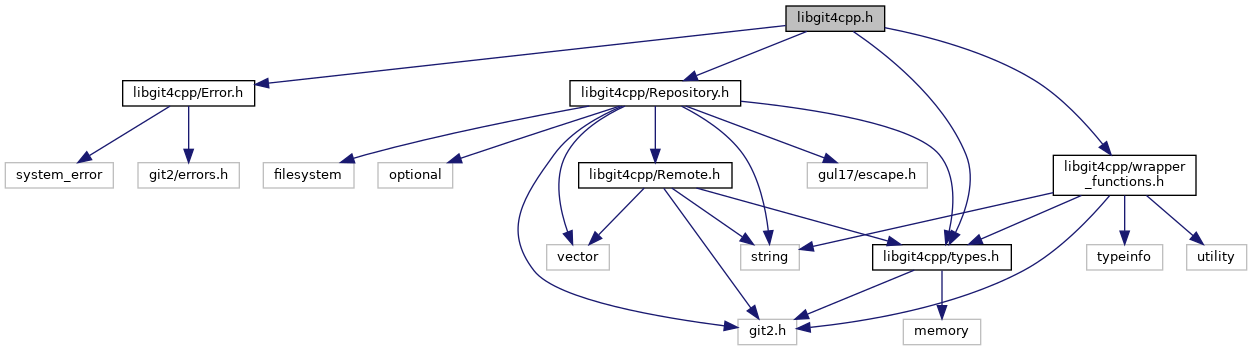 libgit4cpp.h
libgit4cpp/Error.h
libgit4cpp/Repository.h
libgit4cpp/wrapper
_functions.h
system_error
git2/errors.h
filesystem
optional
libgit4cpp/Remote.h
gul17/escape.h
vector
string
libgit4cpp/types.h
typeinfo
utility
git2.h
memory